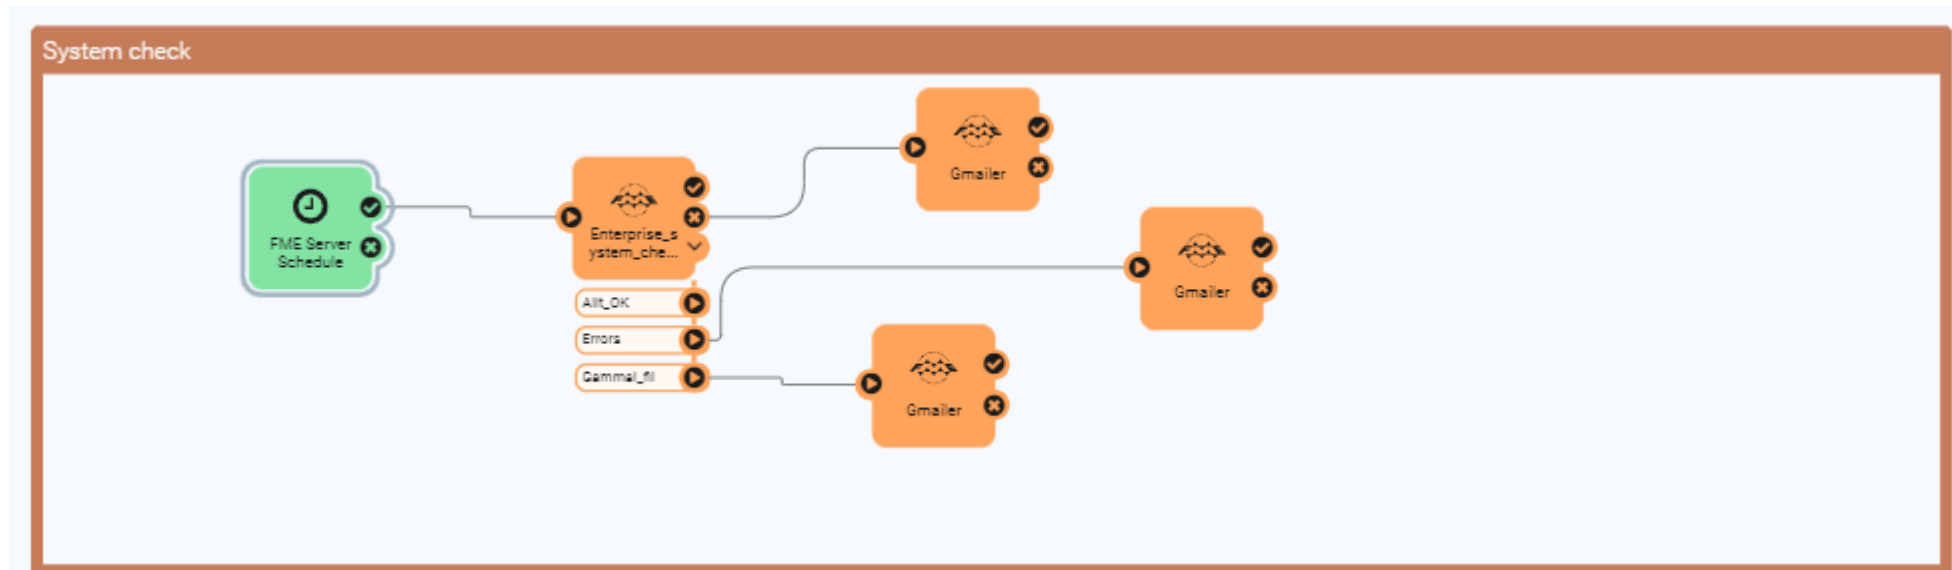 System check
FME Server
Schedule
Enterprise_s
ystem_che...
Allt_OK
Errors
Gammal_fil
Gmailer
Gmailer
Gmailer